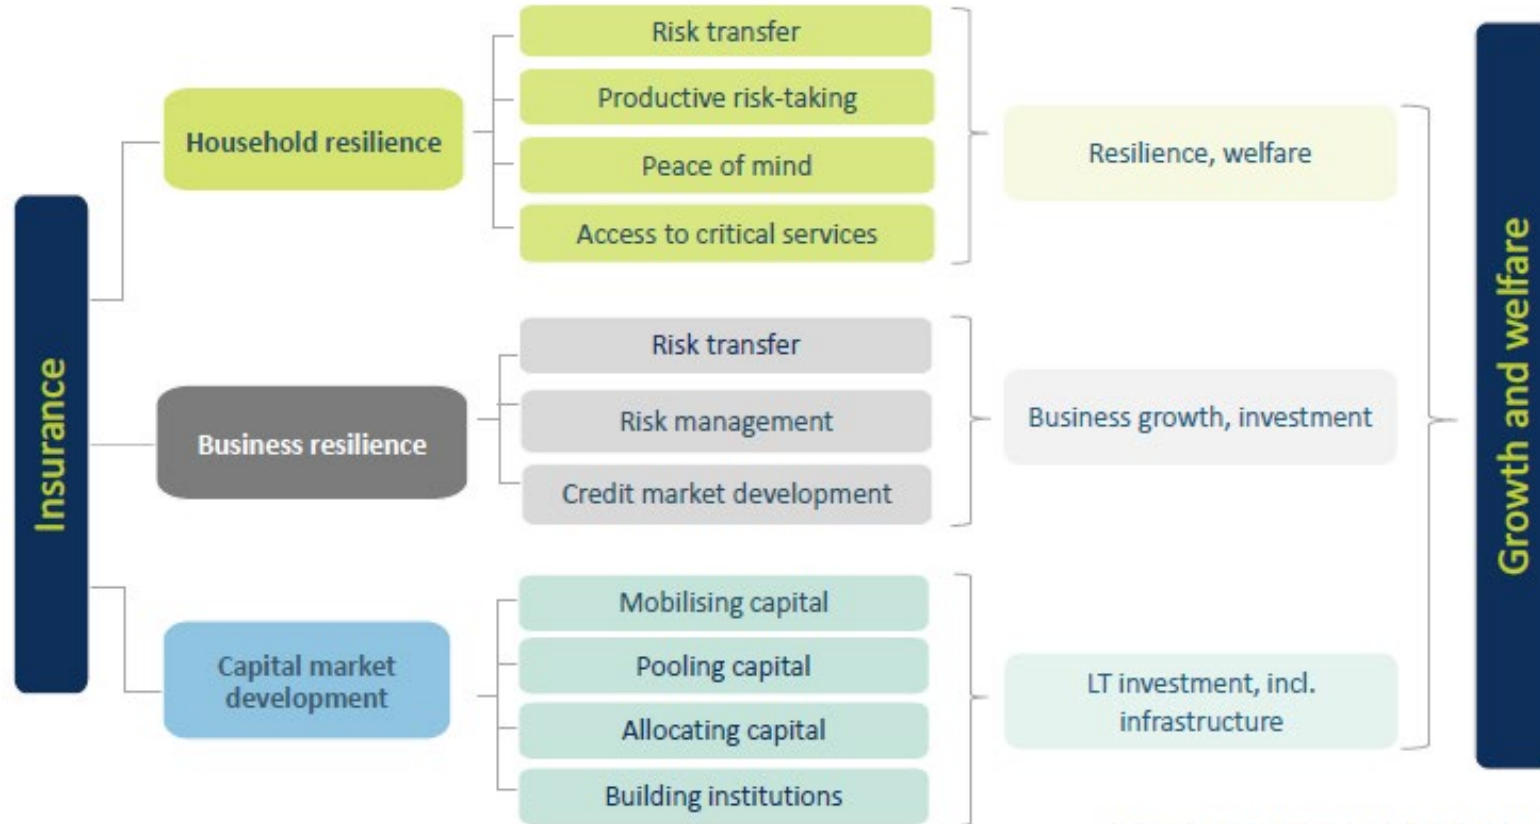 Insurance
Household resilience
Risk transfer
Productive risk-taking
Peace of mind
Access to critical services
Resilience, welfare
Business resilience
Risk transfer
Risk management
Credit market development
Business growth, investment
Capital market
development
Mobilising capital
Pooling capital
Allocating capital
Building institutions
LT investment, incl.
infrastructure
Growth and welfare